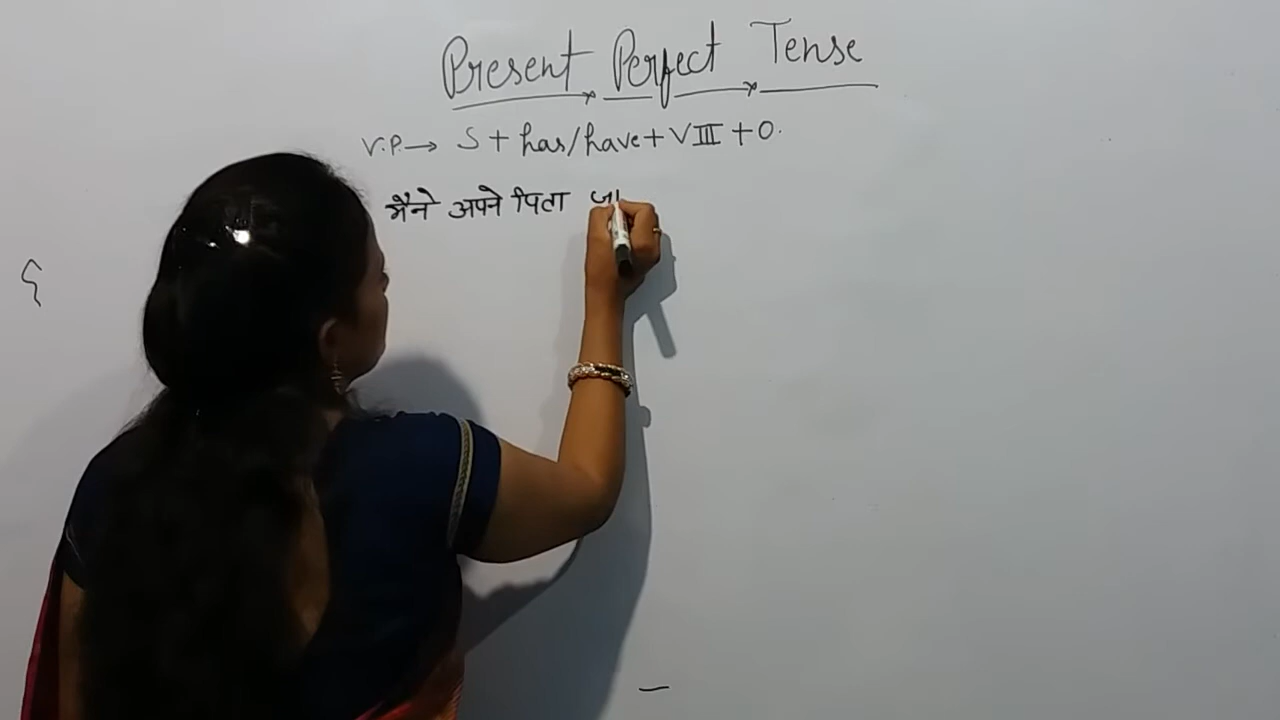 Present Perfect Tense
V.P. → S + has/have + VIII + O.
मैंने अपने पिता जा